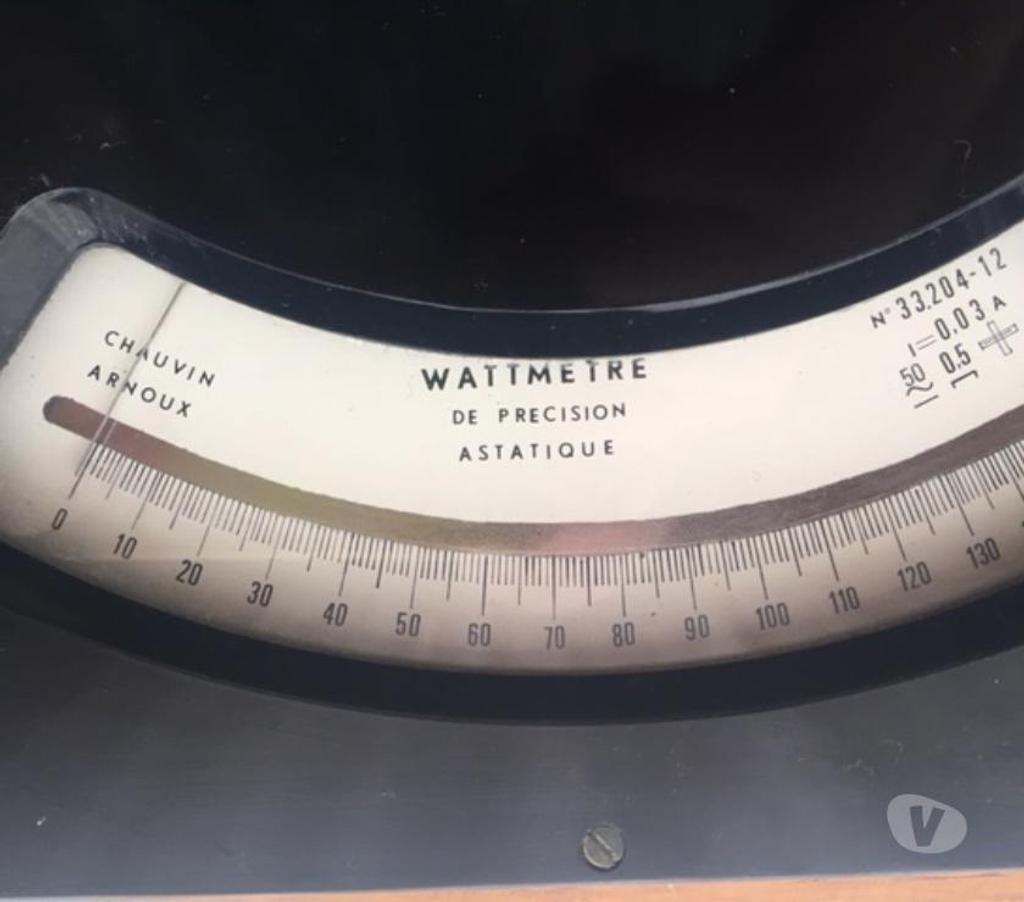 CHAUVIN
ARNOUX
WATTMETRE
DE PRECISION
ASTATIQUE
N° 33.204-12
I=0.03 A
50 0.5
0 10 20 30 40 50 60 70 80 90 100 110 120 130
V